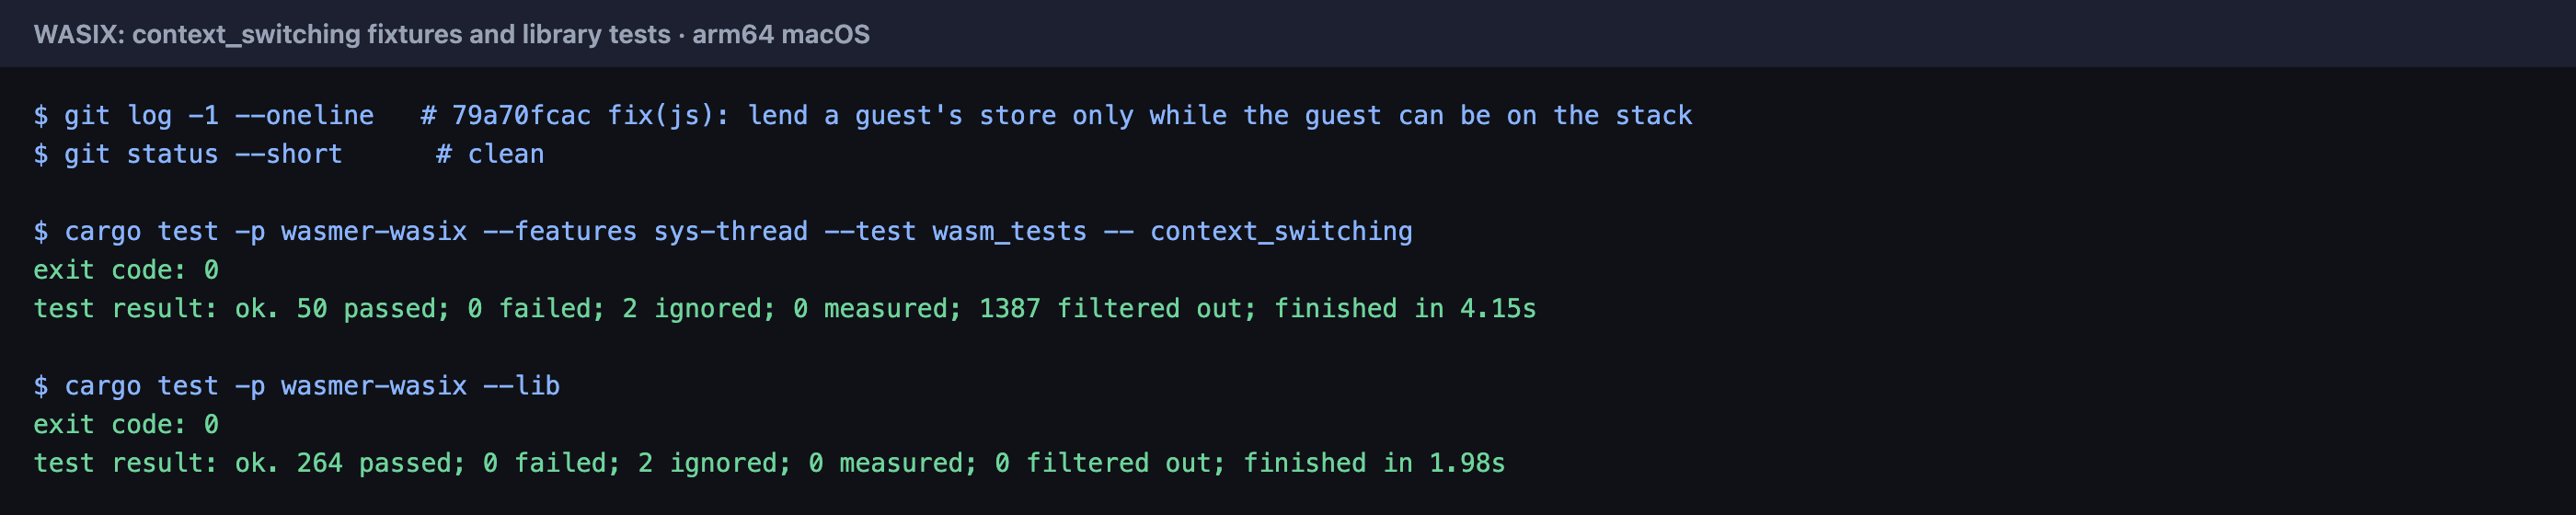 WASIX: context_switching fixtures and library tests · arm64 macOS
$ git log -1 --oneline   # 79a70fcac fix(js): lend a guest's store only while the guest can be on the stack
$ git status --short      # clean
$ cargo test -p wasmer-wasix --features sys-thread --test wasm_tests -- context_switching
exit code: 0
test result: ok. 50 passed; 0 failed; 2 ignored; 0 measured; 1387 filtered out; finished in 4.15s
$ cargo test -p wasmer-wasix --lib
exit code: 0
test result: ok. 264 passed; 0 failed; 2 ignored; 0 measured; 0 filtered out; finished in 1.98s